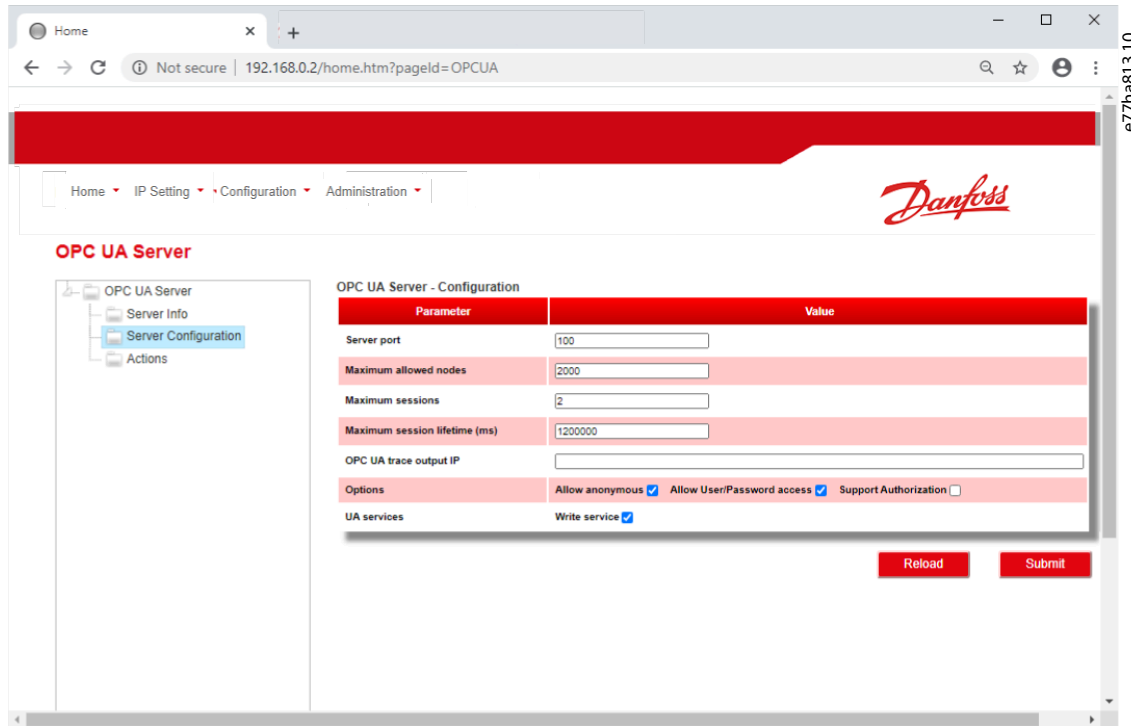 Home
Not secure | 192.168.0.2/home.htm?pageId=OPCUA
e77ha813.10
Home IP Setting Configuration Administration
Danfoss
OPC UA Server
OPC UA Server
Server Info
Server Configuration
Actions
OPC UA Server - Configuration
Parameter Value
Server port 100
Maximum allowed nodes 2000
Maximum sessions 2
Maximum session lifetime (ms) 1200000
OPC UA trace output IP
Options Allow anonymous Allow User/Password access Support Authorization
UA services Write service
Reload Submit